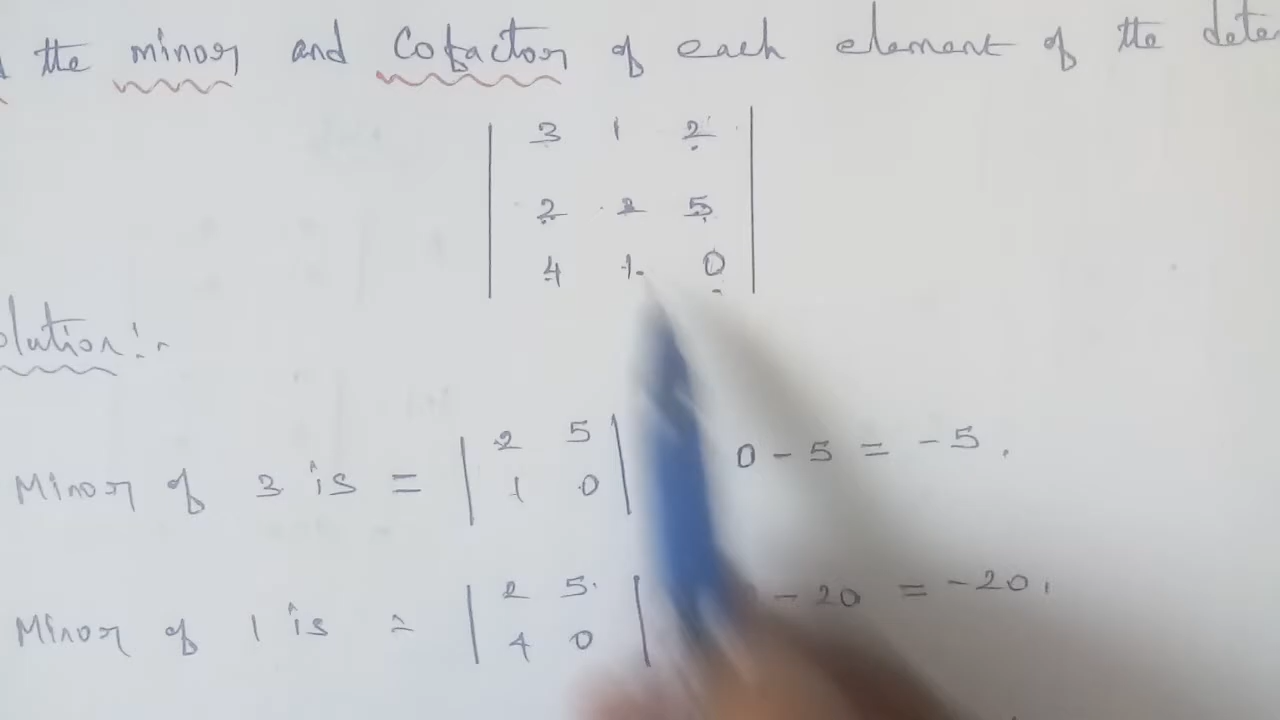 the minor and Cofactor of each element of the
3 1 2
2 2 5
4 1 0
olution:-
Minor of 3 is = | 2 5 | 0 - 5 = -5.
| 1 0 |
Minor of 1 is = | 2 5 | - 20 = -20.
| 4 0 |